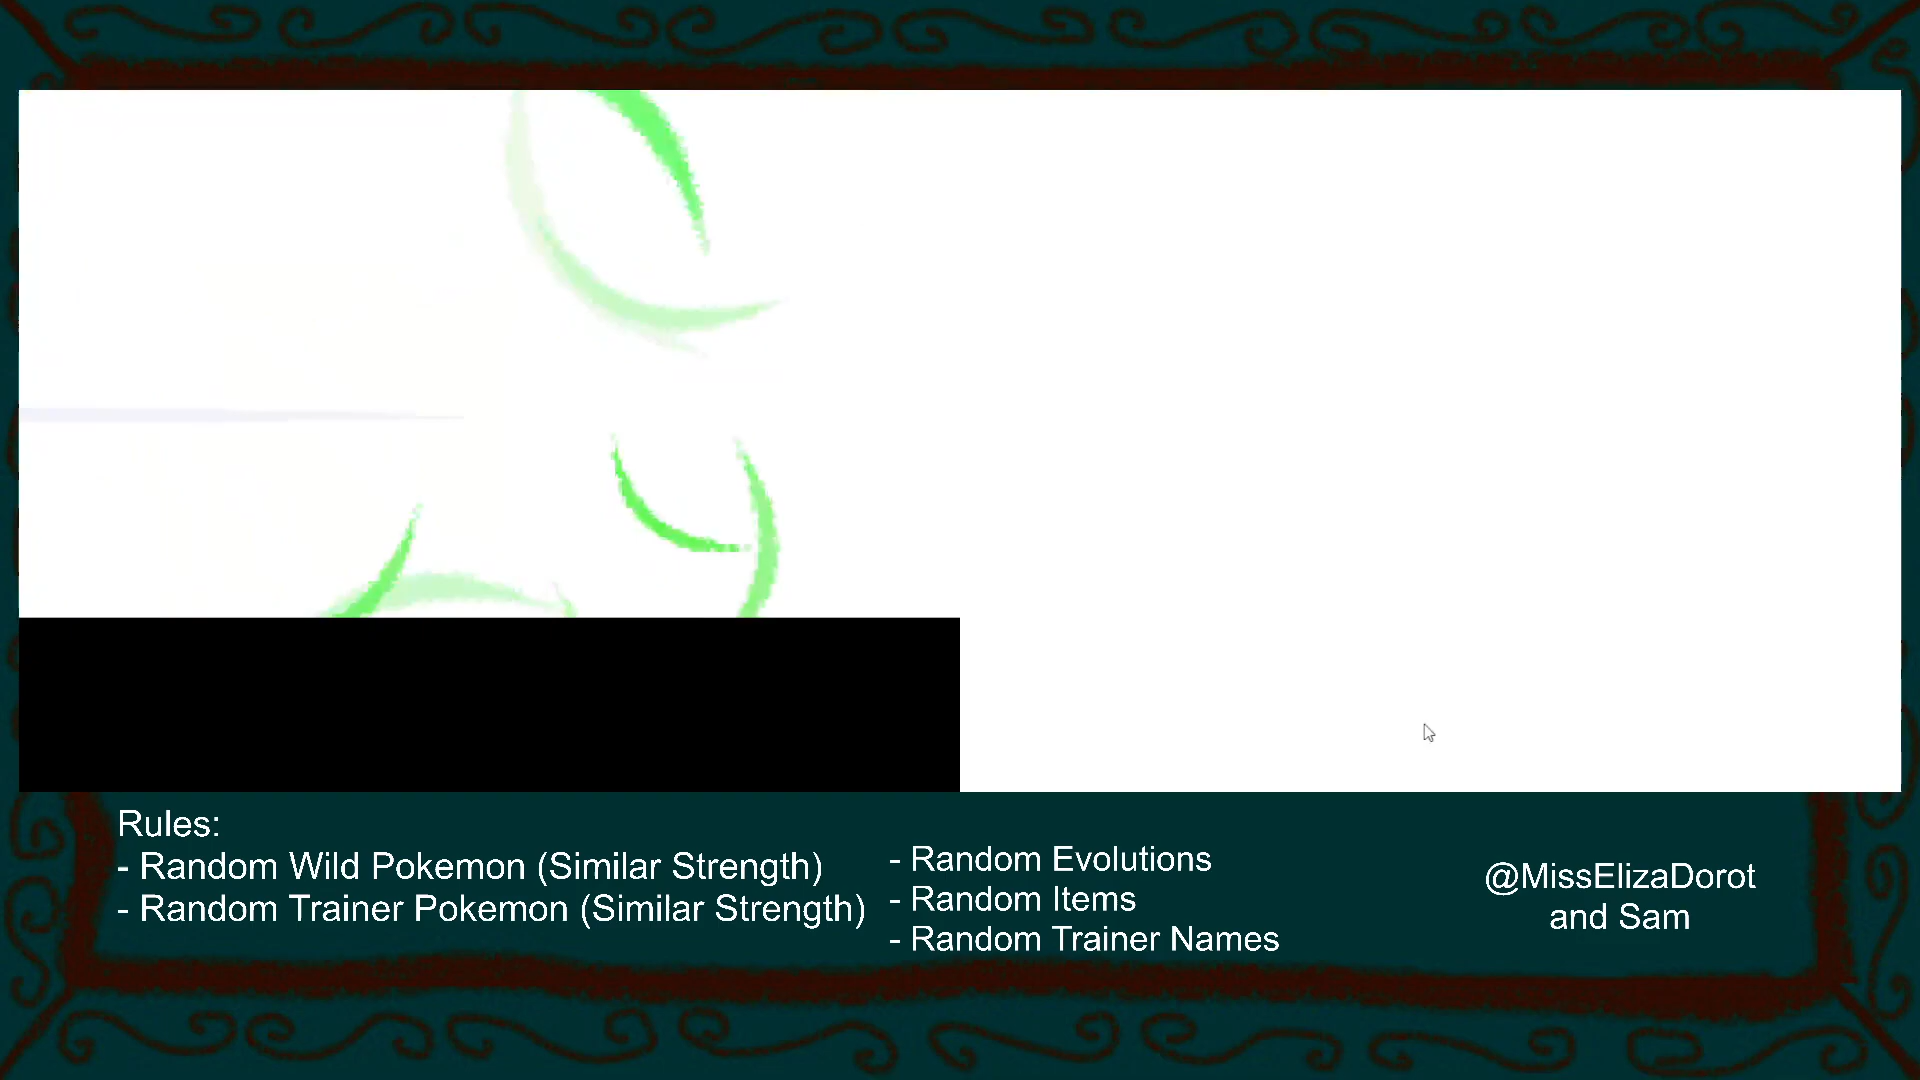 Rules:
- Random Wild Pokemon (Similar Strength)
- Random Trainer Pokemon (Similar Strength)
- Random Evolutions
- Random Items
- Random Trainer Names
@MissElizaDorot
and Sam